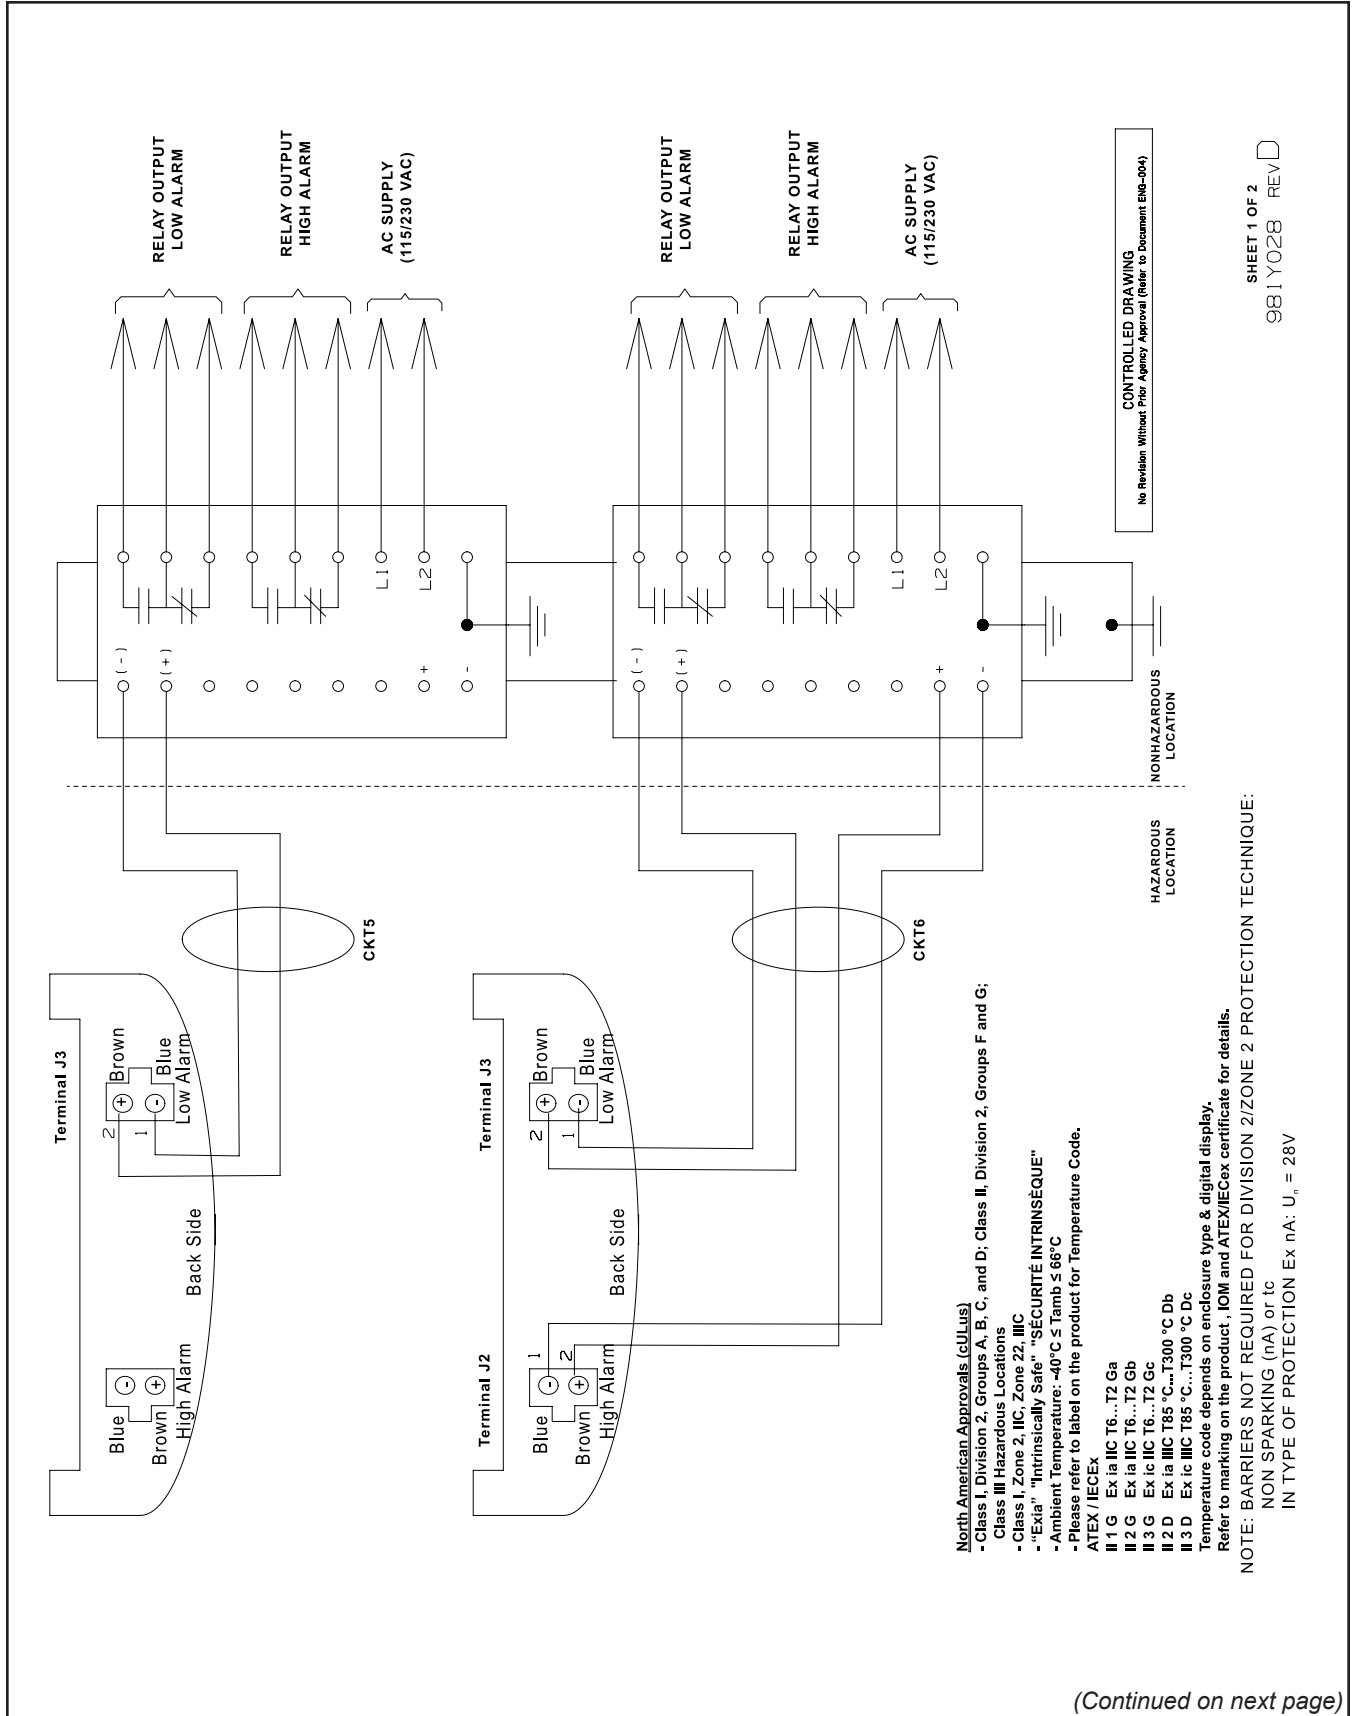 Terminal J3
Blue
Brown
High Alarm
-
+
Back Side
2
1
+
-
Brown
Blue
Low Alarm
CKT5
( - )
( + )
+
-
L1
L2
RELAY OUTPUT
LOW ALARM
RELAY OUTPUT
HIGH ALARM
AC SUPPLY
(115/230 VAC)
Terminal J2
Terminal J3
Blue
Brown
High Alarm
1
2
-
+
Back Side
2
1
+
-
Brown
Blue
Low Alarm
CKT6
( - )
( + )
+
-
L1
L2
RELAY OUTPUT
LOW ALARM
RELAY OUTPUT
HIGH ALARM
AC SUPPLY
(115/230 VAC)
HAZARDOUS
LOCATION
NONHAZARDOUS
LOCATION
North American Approvals (cULus)
- Class I, Division 2, Groups A, B, C, and D; Class II, Division 2, Groups F and G;
Class III Hazardous Locations
- Class I, Zone 2, IIC, Zone 22, IIIC
- "Exia" "Intrinsically Safe" "SÉCURITÉ INTRINSÈQUE"
- Ambient Temperature: -40°C ≤ Tamb ≤ 66°C
- Please refer to label on the product for Temperature Code.
ATEX / IECEx
II 1 G Ex ia IIC T6...T2 Ga
II 2 G Ex ia IIC T6...T2 Gb
II 3 G Ex ic IIC T6...T2 Gc
II 2 D Ex ia IIIC T85 °C....T300 °C Db
II 3 D Ex ic IIIC T85 °C...T300 °C Dc
Temperature code depends on enclosure type & digital display.
Refer to marking on the product , IOM and ATEX/IECex certificate for details.
NOTE: BARRIERS NOT REQUIRED FOR DIVISION 2/ZONE 2 PROTECTION TECHNIQUE:
NON SPARKING (nA) or tc
IN TYPE OF PROTECTION Ex nA: Uₙ = 28V
CONTROLLED DRAWING
No Revision Without Prior Agency Approval (Refer to Document ENG-004)
SHEET 1 OF 2
981Y028 REV D
(Continued on next page)